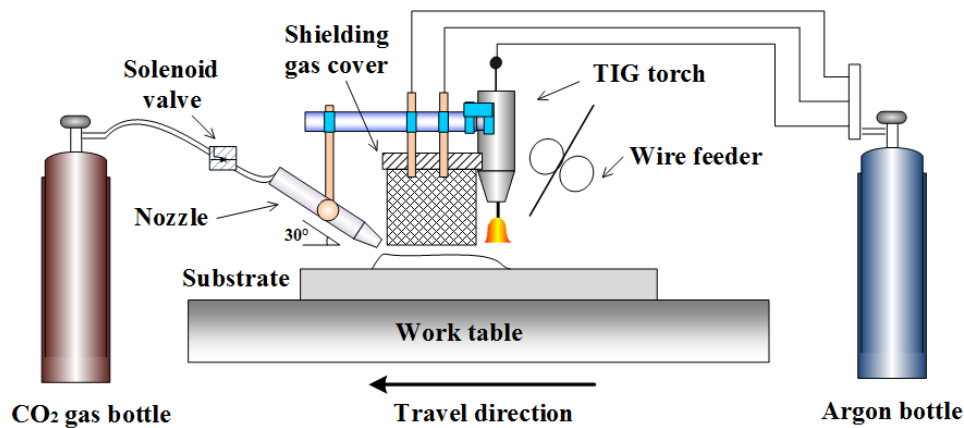 Shielding
gas cover
Solenoid
valve
TIG torch
Wire feeder
Nozzle
30°
Substrate
Work table
CO₂ gas bottle
Travel direction
Argon bottle